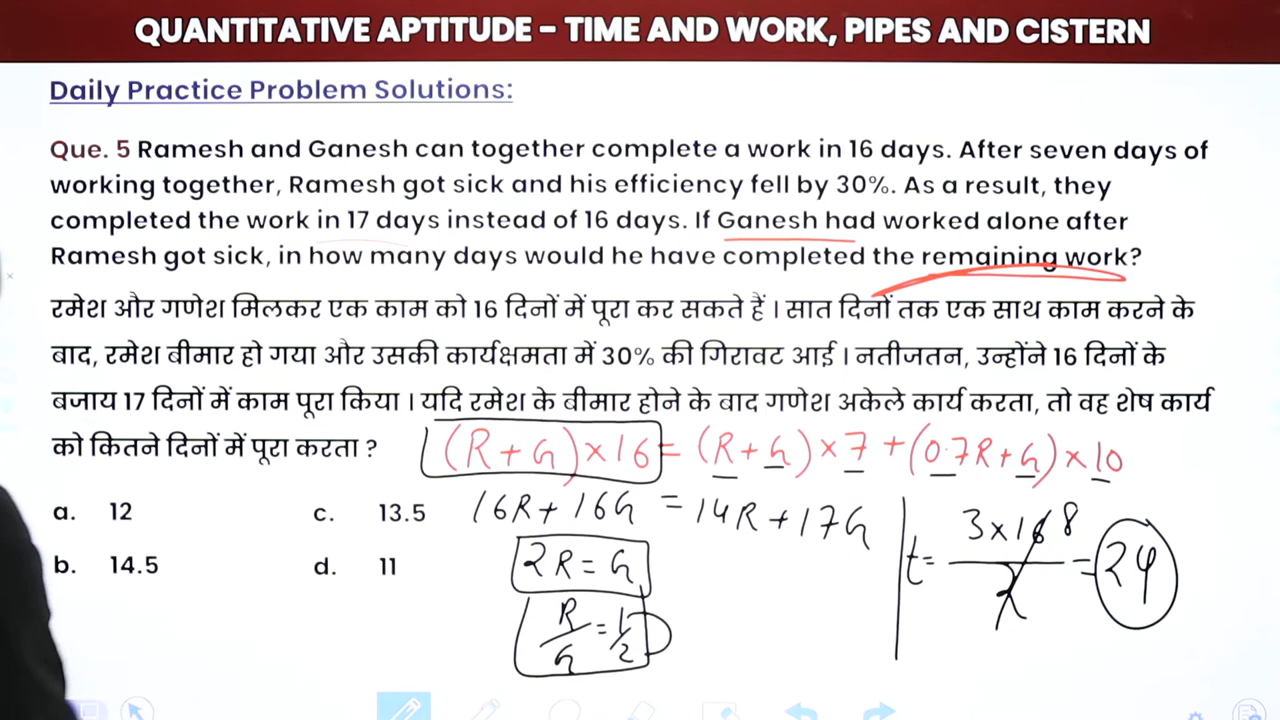 QUANTITATIVE APTITUDE – TIME AND WORK, PIPES AND CISTERN
Daily Practice Problem Solutions:
Que. 5 Ramesh and Ganesh can together complete a work in 16 days. After seven days of
working together, Ramesh got sick and his efficiency fell by 30%. As a result, they
completed the work in 17 days instead of 16 days. If Ganesh had worked alone after
Ramesh got sick, in how many days would he have completed the remaining work?
रमेश और गणेश मिलकर एक काम को 16 दिनों में पूरा कर सकते हैं। सात दिनों तक एक साथ काम करने के
बाद, रमेश बीमार हो गया और उसकी कार्यक्षमता में 30% की गिरावट आई। नतीजतन, उन्होंने 16 दिनों के
बजाय 17 दिनों में काम पूरा किया। यदि रमेश के बीमार होने के बाद गणेश अकेले कार्य करता, तो वह शेष कार्य
को कितने दिनों में पूरा करता ?
(R+G)×16 = (R+G)×7+(0.7R+G)×10
a. 12 c. 13.5
b. 14.5 d. 11
16R+16G = 14R+17G
2R=G
R/G = 1/2
t= 3×16 8 / 2 = 24